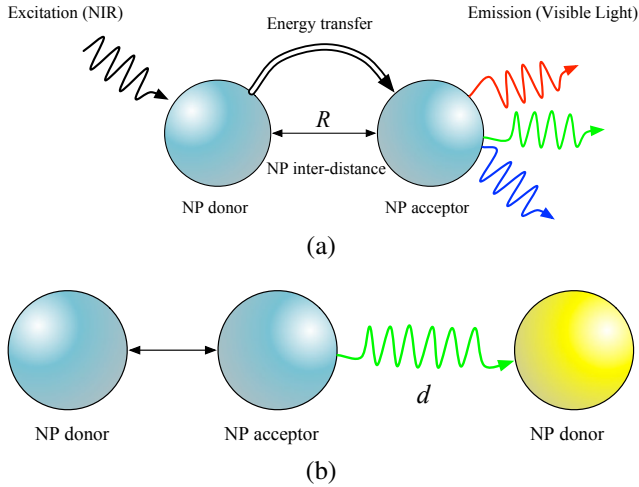 Excitation (NIR)
Energy transfer
Emission (Visible Light)
R
NP inter-distance
NP donor
NP acceptor
(a)
d
NP donor
NP acceptor
NP donor
(b)